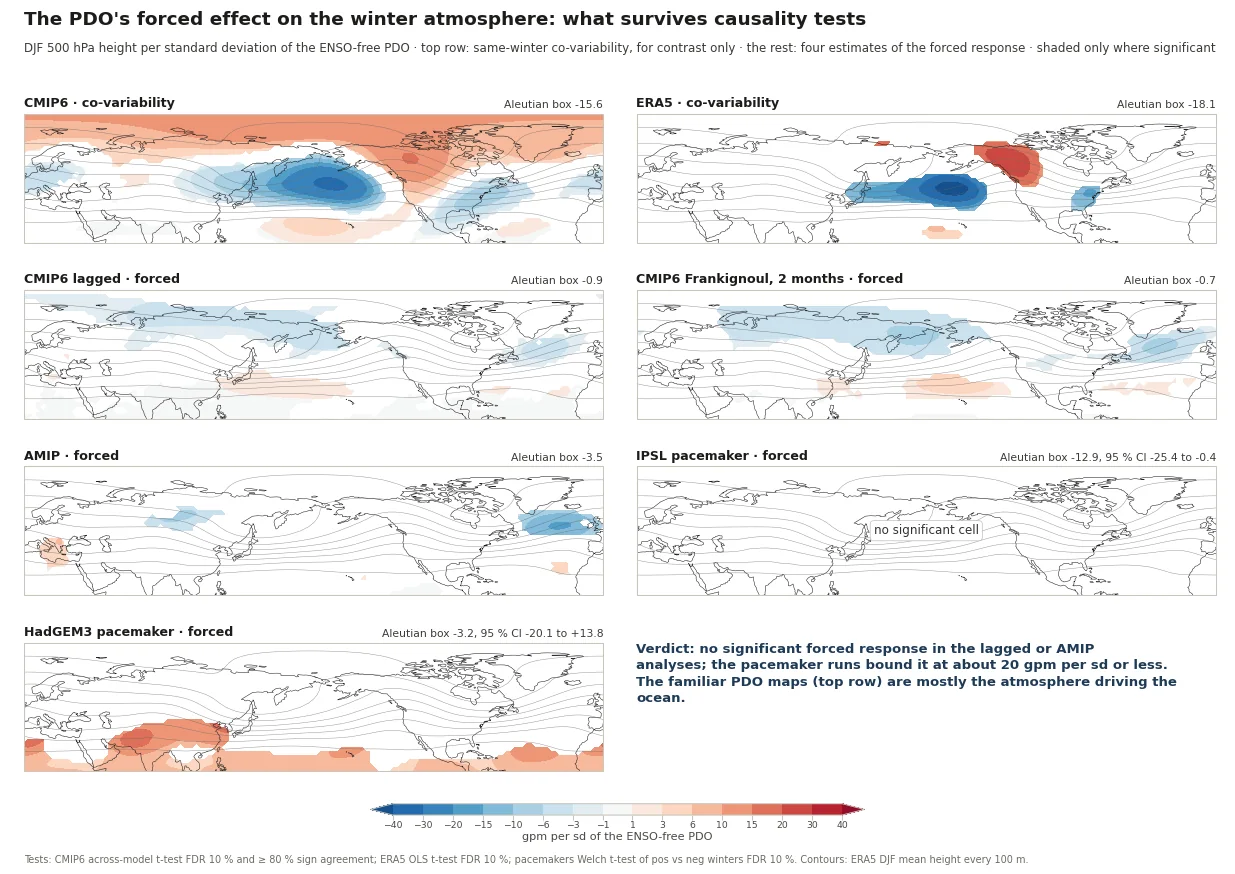 The PDO's forced effect on the winter atmosphere: what survives causality tests
DJF 500 hPa height per standard deviation of the ENSO-free PDO · top row: same-winter co-variability, for contrast only · the rest: four estimates of the forced response · shaded only where significant
CMIP6 · co-variability
Aleutian box -15.6
ERA5 · co-variability
Aleutian box -18.1
CMIP6 lagged · forced
Aleutian box -0.9
CMIP6 Frankignoul, 2 months · forced
Aleutian box -0.7
AMIP · forced
Aleutian box -3.5
IPSL pacemaker · forced
Aleutian box -12.9, 95 % CI -25.4 to -0.4
no significant cell
HadGEM3 pacemaker · forced
Aleutian box -3.2, 95 % CI -20.1 to +13.8
Verdict: no significant forced response in the lagged or AMIP
analyses; the pacemaker runs bound it at about 20 gpm per sd or less.
The familiar PDO maps (top row) are mostly the atmosphere driving the
ocean.
−40 −30 −20 −15 −10 −6 −3 −1 1 3 6 10 15 20 30 40
gpm per sd of the ENSO-free PDO
Tests: CMIP6 across-model t-test FDR 10 % and ≥ 80 % sign agreement; ERA5 OLS t-test FDR 10 %; pacemakers Welch t-test of pos vs neg winters FDR 10 %. Contours: ERA5 DJF mean height every 100 m.